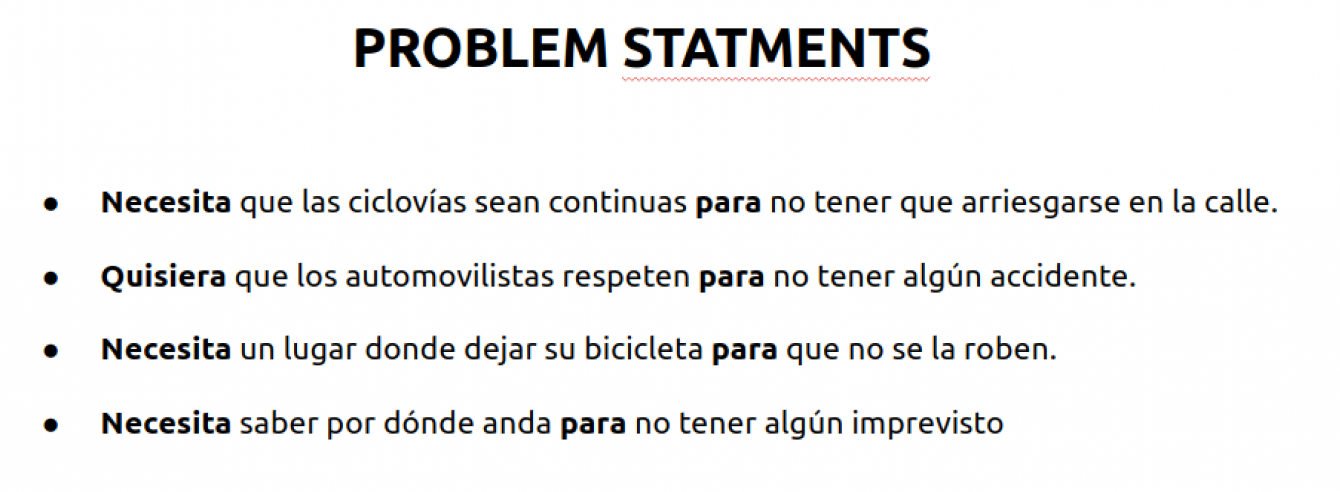 PROBLEM STATMENTS
● Necesita que las ciclovías sean continuas para no tener que arriesgarse en la calle.
● Quisiera que los automovilistas respeten para no tener algún accidente.
● Necesita un lugar donde dejar su bicicleta para que no se la roben.
● Necesita saber por dónde anda para no tener algún imprevisto